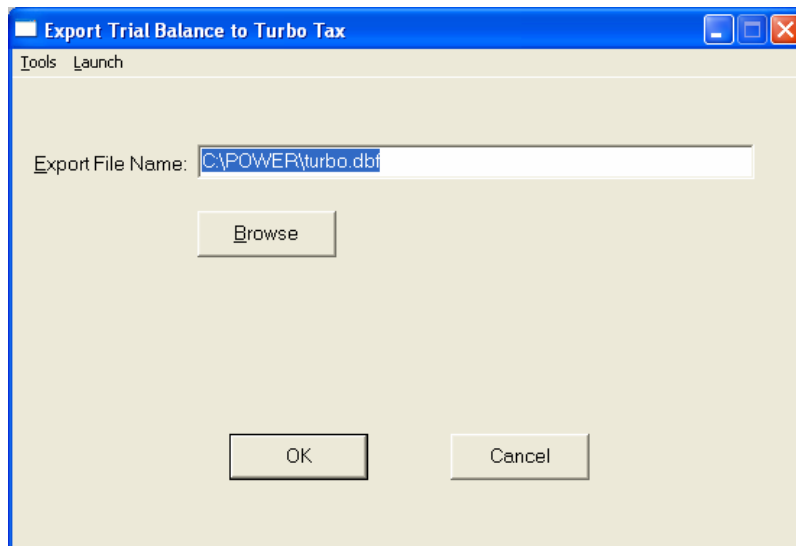 Export Trial Balance to Turbo Tax
Tools Launch
Export File Name: C:\POWER\turbo.dbf
Browse
OK Cancel